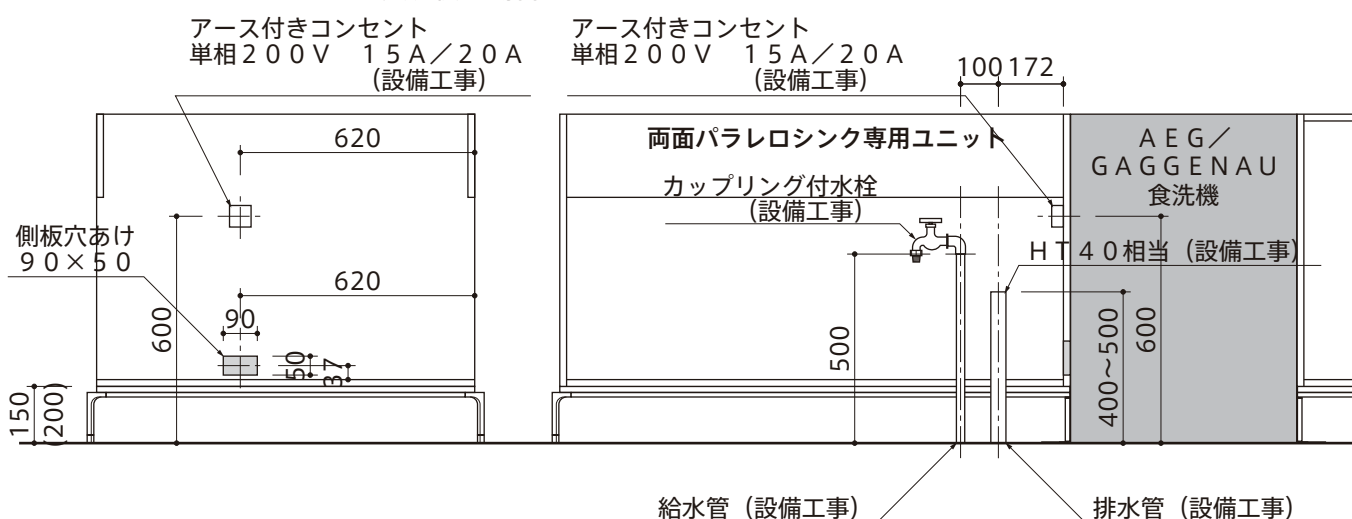 アース付きコンセント
単相２００Ｖ　１５Ａ／２０Ａ
(設備工事)
アース付きコンセント
単相２００Ｖ　１５Ａ／２０Ａ
(設備工事)
100
172
620
両面パラレロシンク専用ユニット
ＡＥＧ／
ＧＡＧＧＥＮＡＵ
食洗機
カップリング付水栓
(設備工事)
側板穴あけ
９０×５０
ＨＴ４０相当（設備工事）
620
600
90
50
37
500
400〜500
600
150
(200)
給水管（設備工事）
排水管（設備工事）